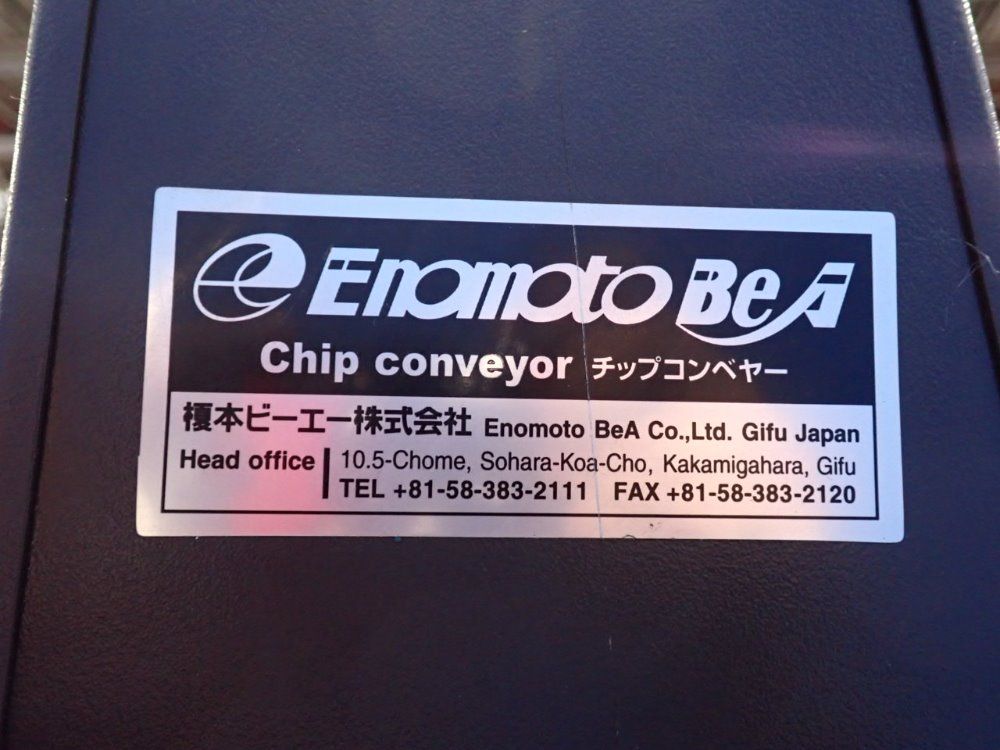 e Enomoto BeA
Chip conveyor チップコンベヤー
榎本ビーエー株式会社 Enomoto BeA Co.,Ltd. Gifu Japan
Head office 10.5-Chome, Sohara-Koa-Cho, Kakamigahara, Gifu
TEL +81-58-383-2111 FAX +81-58-383-2120